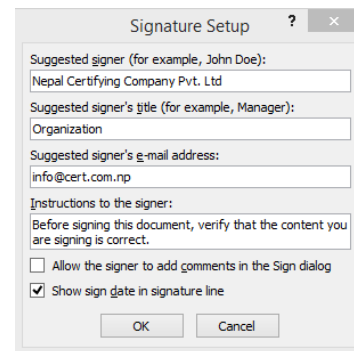 Signature Setup ? ×
Suggested signer (for example, John Doe):
Nepal Certifying Company Pvt. Ltd
Suggested signer's title (for example, Manager):
Organization
Suggested signer's e-mail address:
info@cert.com.np
Instructions to the signer:
Before signing this document, verify that the content you
are signing is correct.
Allow the signer to add comments in the Sign dialog
Show sign date in signature line
OK Cancel